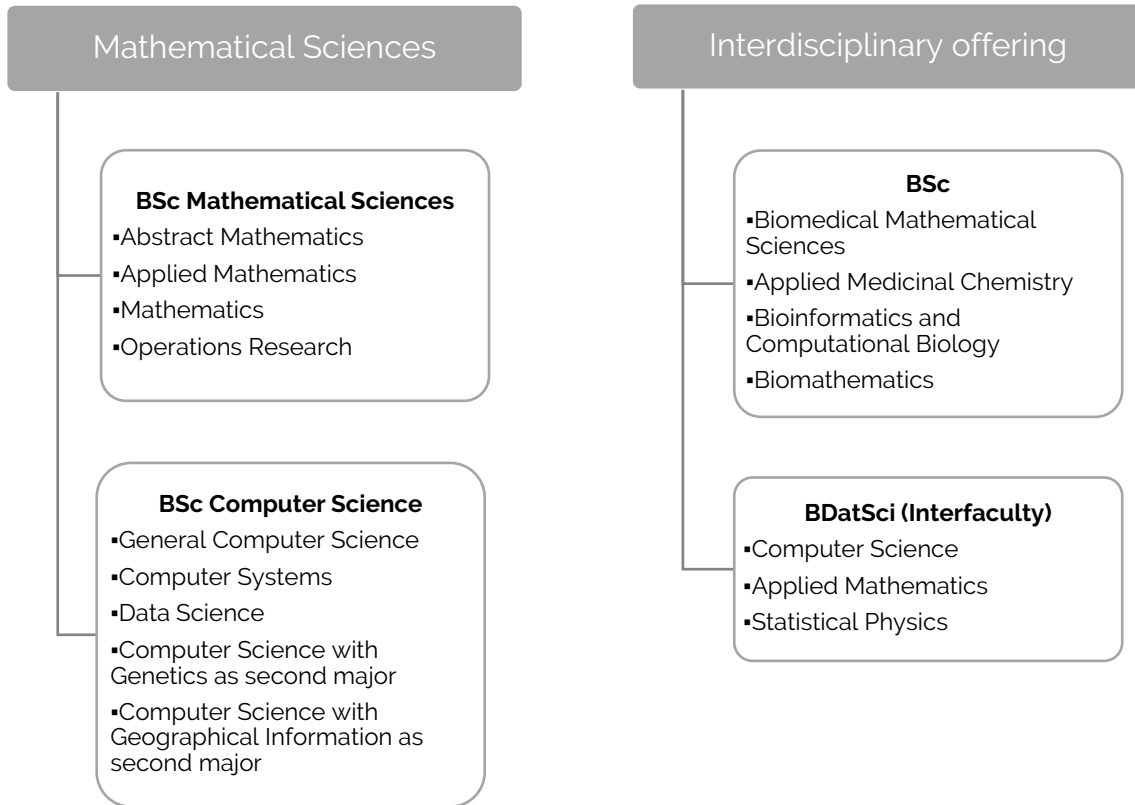 Mathematical Sciences
BSc Mathematical Sciences
▪Abstract Mathematics
▪Applied Mathematics
▪Mathematics
▪Operations Research
BSc Computer Science
▪General Computer Science
▪Computer Systems
▪Data Science
▪Computer Science with
Genetics as second major
▪Computer Science with
Geographical Information as
second major
Interdisciplinary offering
BSc
▪Biomedical Mathematical
Sciences
▪Applied Medicinal Chemistry
▪Bioinformatics and
Computational Biology
▪Biomathematics
BDatSci (Interfaculty)
▪Computer Science
▪Applied Mathematics
▪Statistical Physics